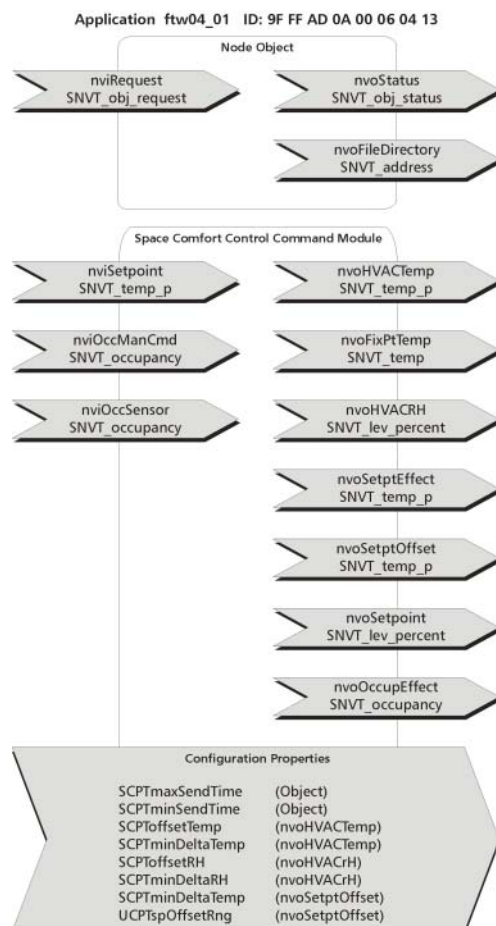 Application ftw04_01 ID: 9F FF AD 0A 00 06 04 13
Node Object
nviRequest
SNVT_obj_request
nvoStatus
SNVT_obj_status
nvoFileDirectory
SNVT_address
Space Comfort Control Command Module
nviSetpoint
SNVT_temp_p
nvoHVACTemp
SNVT_temp_p
nviOccManCmd
SNVT_occupancy
nvoFixPtTemp
SNVT_temp
nviOccSensor
SNVT_occupancy
nvoHVACRH
SNVT_lev_percent
nvoSetptEffect
SNVT_temp_p
nvoSetptOffset
SNVT_temp_p
nvoSetpoint
SNVT_lev_percent
nvoOccupEffect
SNVT_occupancy
Configuration Properties
SCPTmaxSendTime (Object)
SCPTminSendTime (Object)
SCPToffsetTemp (nvoHVACTemp)
SCPTminDeltaTemp (nvoHVACTemp)
SCPToffsetRH (nvoHVACrH)
SCPTminDeltaRH (nvoHVACrH)
SCPTminDeltaTemp (nvoSetptOffset)
UCPTspOffsetRng (nvoSetptOffset)